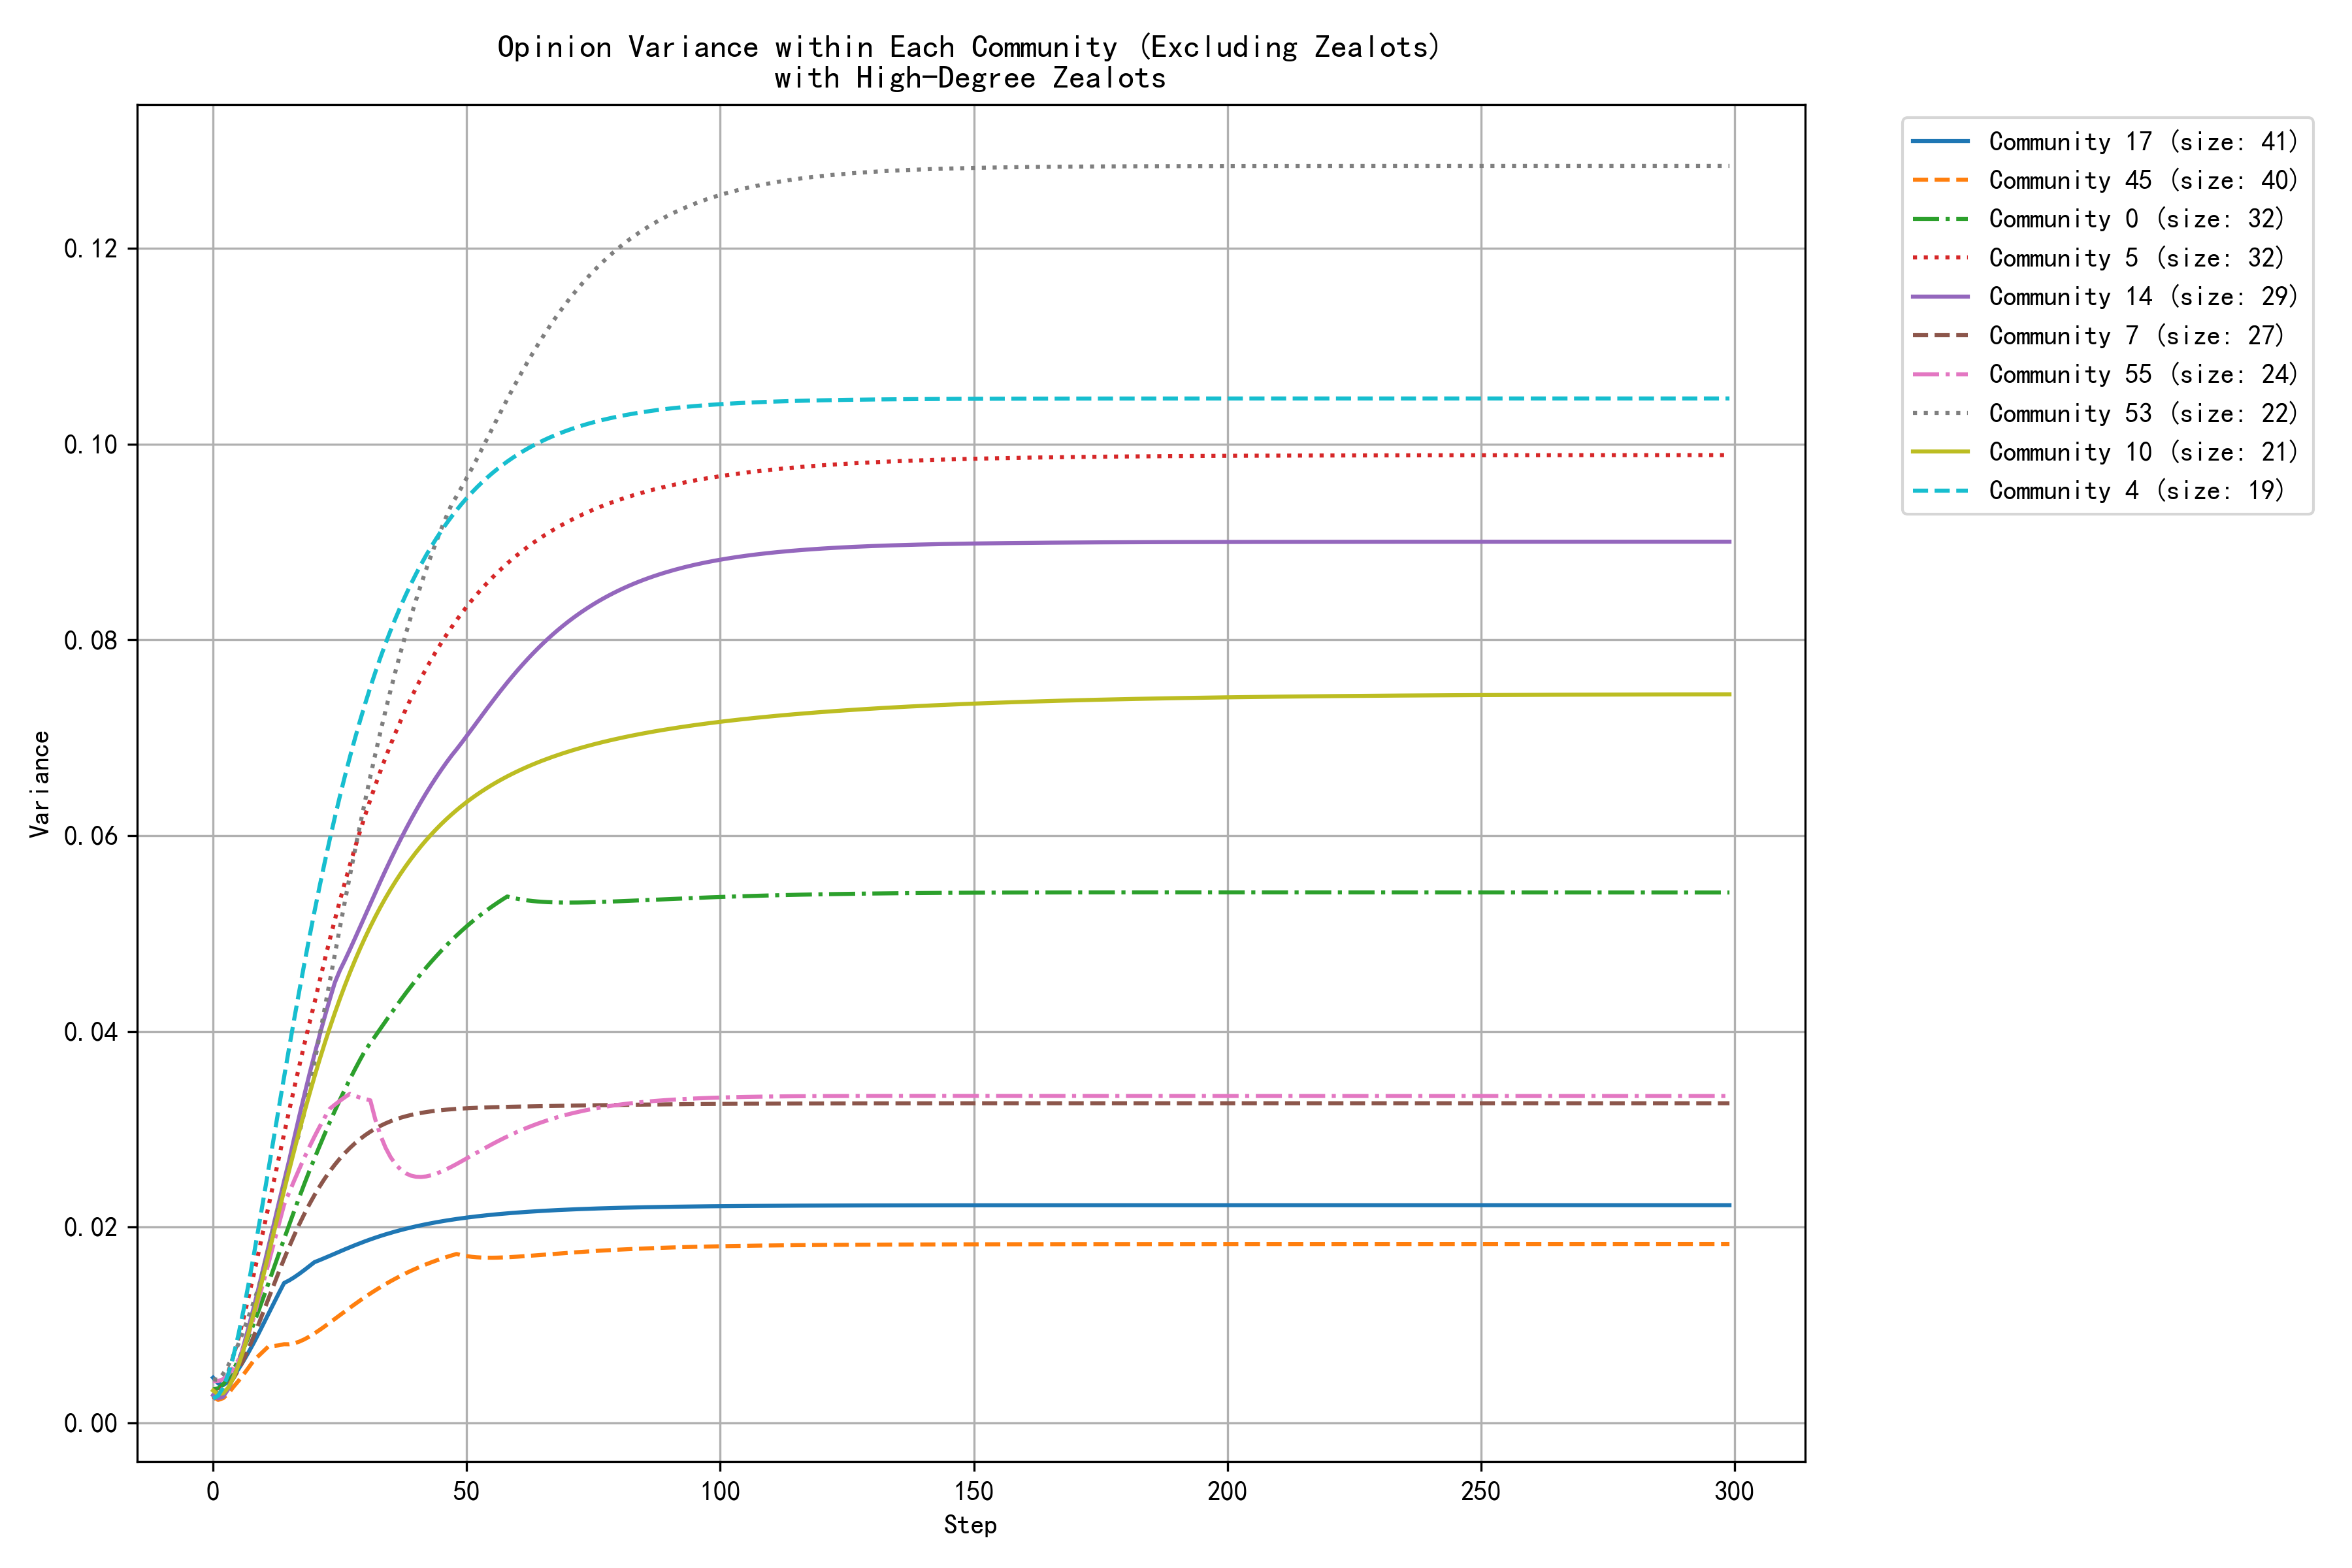 Opinion Variance within Each Community (Excluding Zealots)
with High-Degree Zealots
Variance
0.12
0.10
0.08
0.06
0.04
0.02
0.00
0
50
100
150
200
250
300
Step
Community 17 (size: 41)
Community 45 (size: 40)
Community 0 (size: 32)
Community 5 (size: 32)
Community 14 (size: 29)
Community 7 (size: 27)
Community 55 (size: 24)
Community 53 (size: 22)
Community 10 (size: 21)
Community 4 (size: 19)